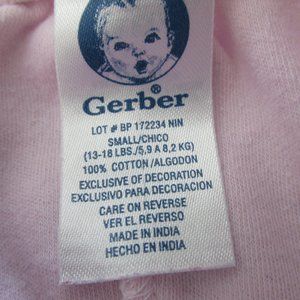 Gerber
LOT # BP 172234 NIN
SMALL/CHICO
(13-18 LBS./5,9 A 8,2 KG)
100% COTTON/ALGODON
EXCLUSIVE OF DECORATION
EXCLUSIVO PARA DECORACION
CARE ON REVERSE
VER EL REVERSO
MADE IN INDIA
HECHO EN INDIA